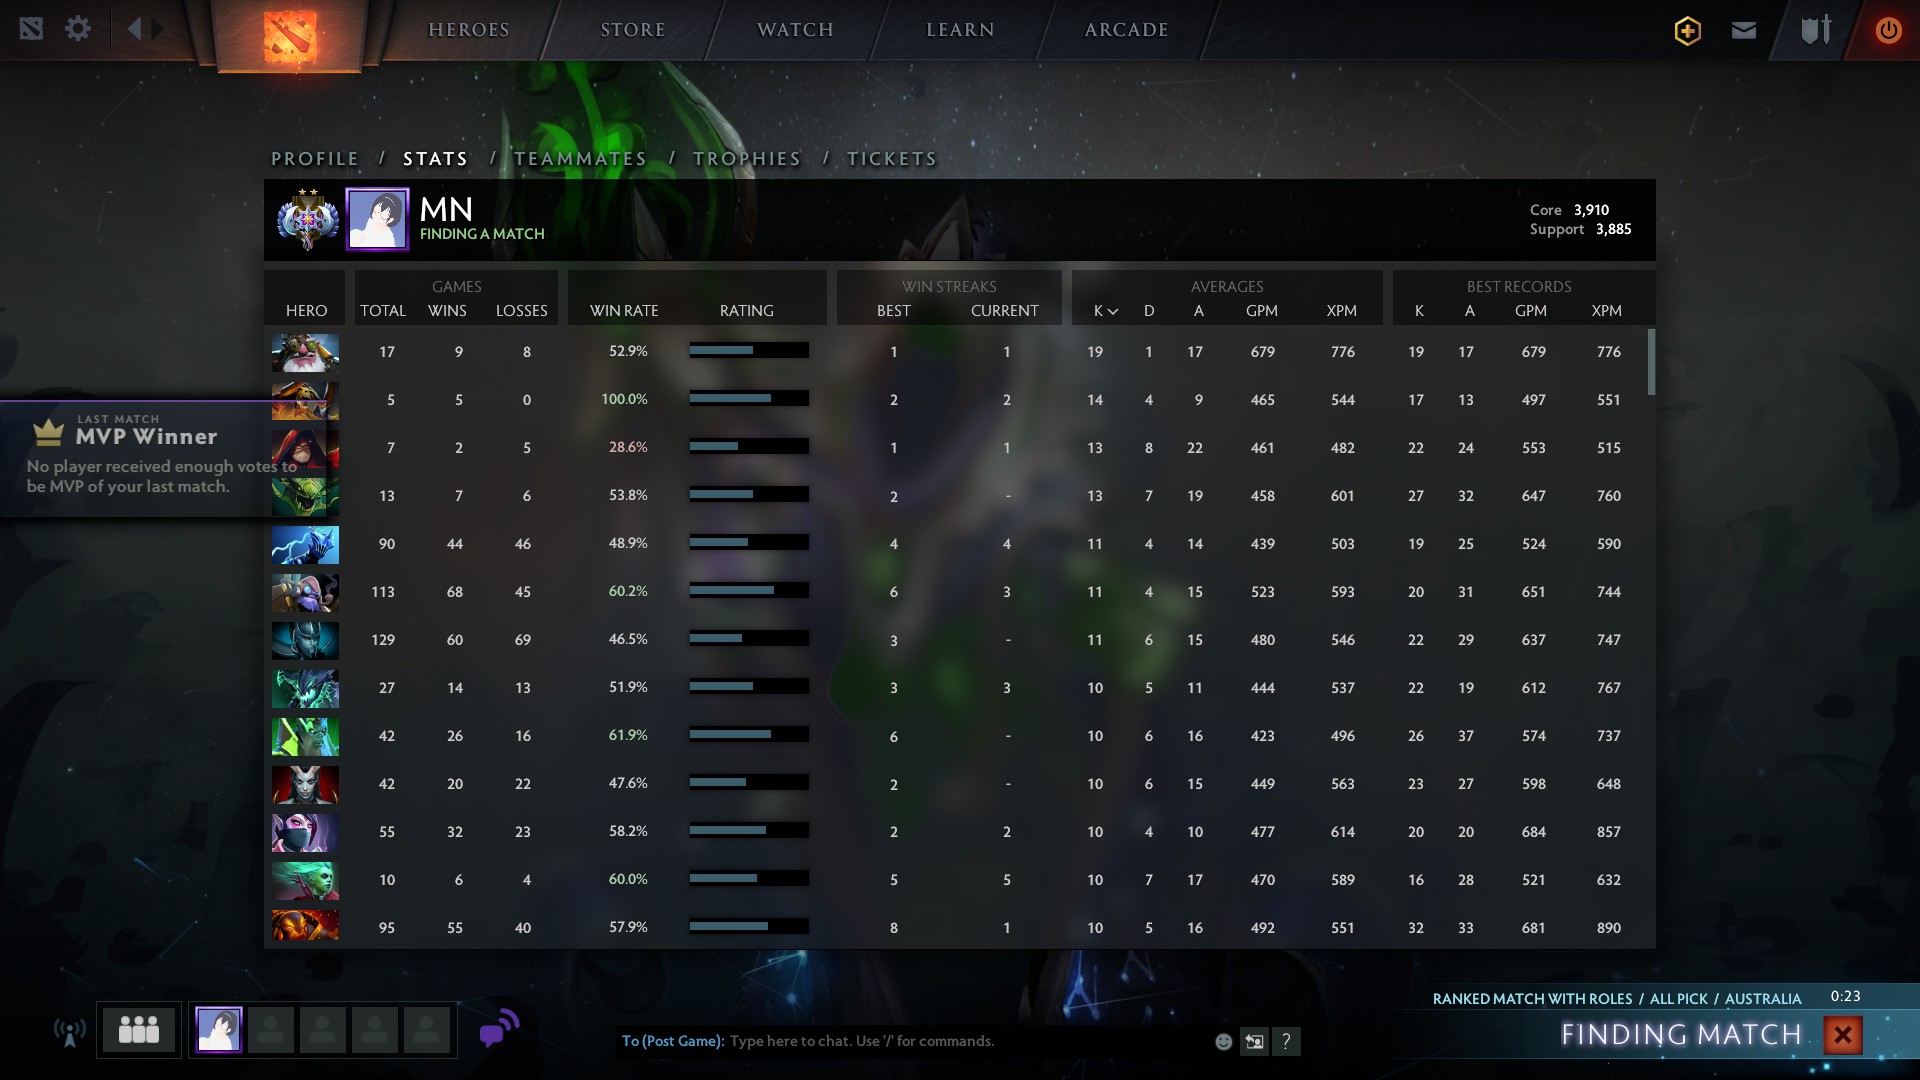 HEROES STORE WATCH LEARN ARCADE
PROFILE / STATS / TEAMMATES / TROPHIES / TICKETS
MN
FINDING A MATCH
Core 3,910
Support 3,885
GAMES WIN STREAKS AVERAGES BEST RECORDS
HERO TOTAL WINS LOSSES WIN RATE RATING BEST CURRENT K D A GPM XPM K A GPM XPM
17 9 8 52.9% 1 1 19 1 17 679 776 19 17 679 776
5 5 0 100.0% 2 2 14 4 9 465 544 17 13 497 551
LAST MATCH
MVP Winner
No player received enough votes to
be MVP of your last match.
7 2 5 28.6% 1 1 13 8 22 461 482 22 24 553 515
13 7 6 53.8% 2 - 13 7 19 458 601 27 32 647 760
90 44 46 48.9% 4 4 11 4 14 439 503 19 25 524 590
113 68 45 60.2% 6 3 11 4 15 523 593 20 31 651 744
129 60 69 46.5% 3 - 11 6 15 480 546 22 29 637 747
27 14 13 51.9% 3 3 10 5 11 444 537 22 19 612 767
42 26 16 61.9% 6 - 10 6 16 423 496 26 37 574 737
42 20 22 47.6% 2 - 10 6 15 449 563 23 27 598 648
55 32 23 58.2% 2 2 10 4 10 477 614 20 20 684 857
10 6 4 60.0% 5 5 10 7 17 470 589 16 28 521 632
95 55 40 57.9% 8 1 10 5 16 492 551 32 33 681 890
RANKED MATCH WITH ROLES / ALL PICK / AUSTRALIA 0:23
FINDING MATCH
To (Post Game): Type here to chat. Use '/' for commands.
?